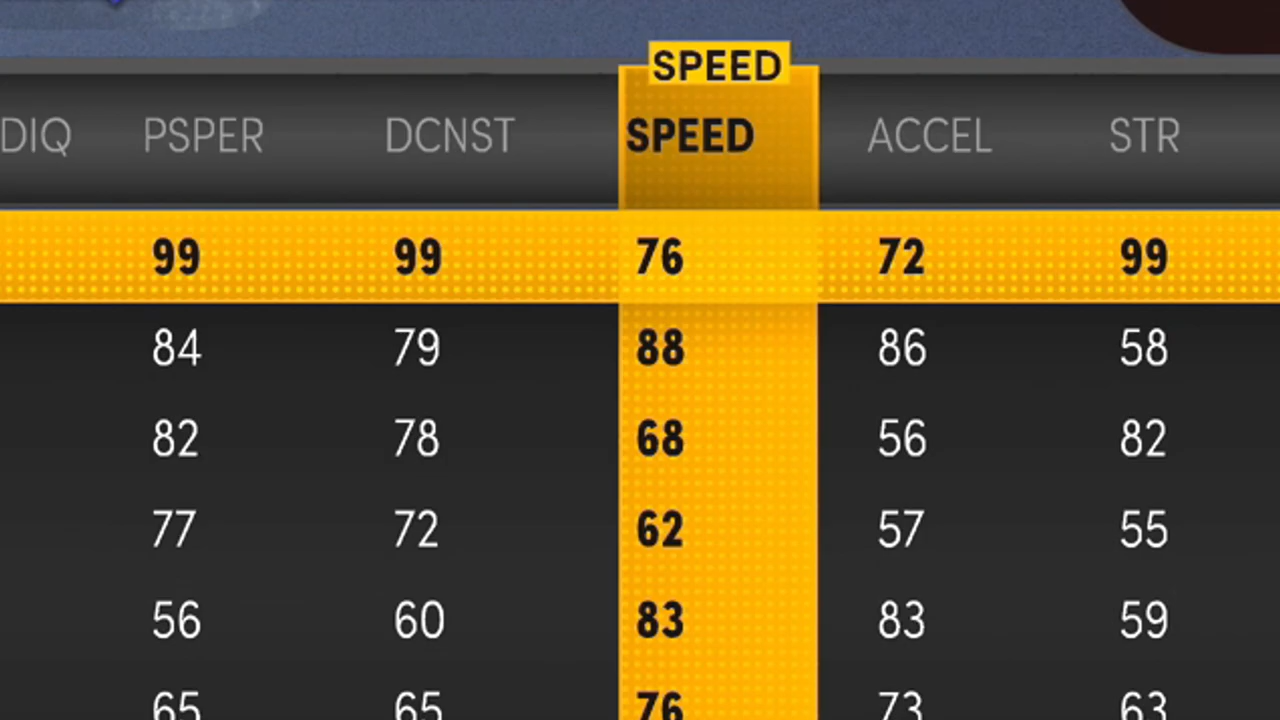 SPEED
DIQ PSPER DCNST SPEED ACCEL STR
99 99 76 72 99
84 79 88 86 58
82 78 68 56 82
77 72 62 57 55
56 60 83 83 59
65 65 76 73 63